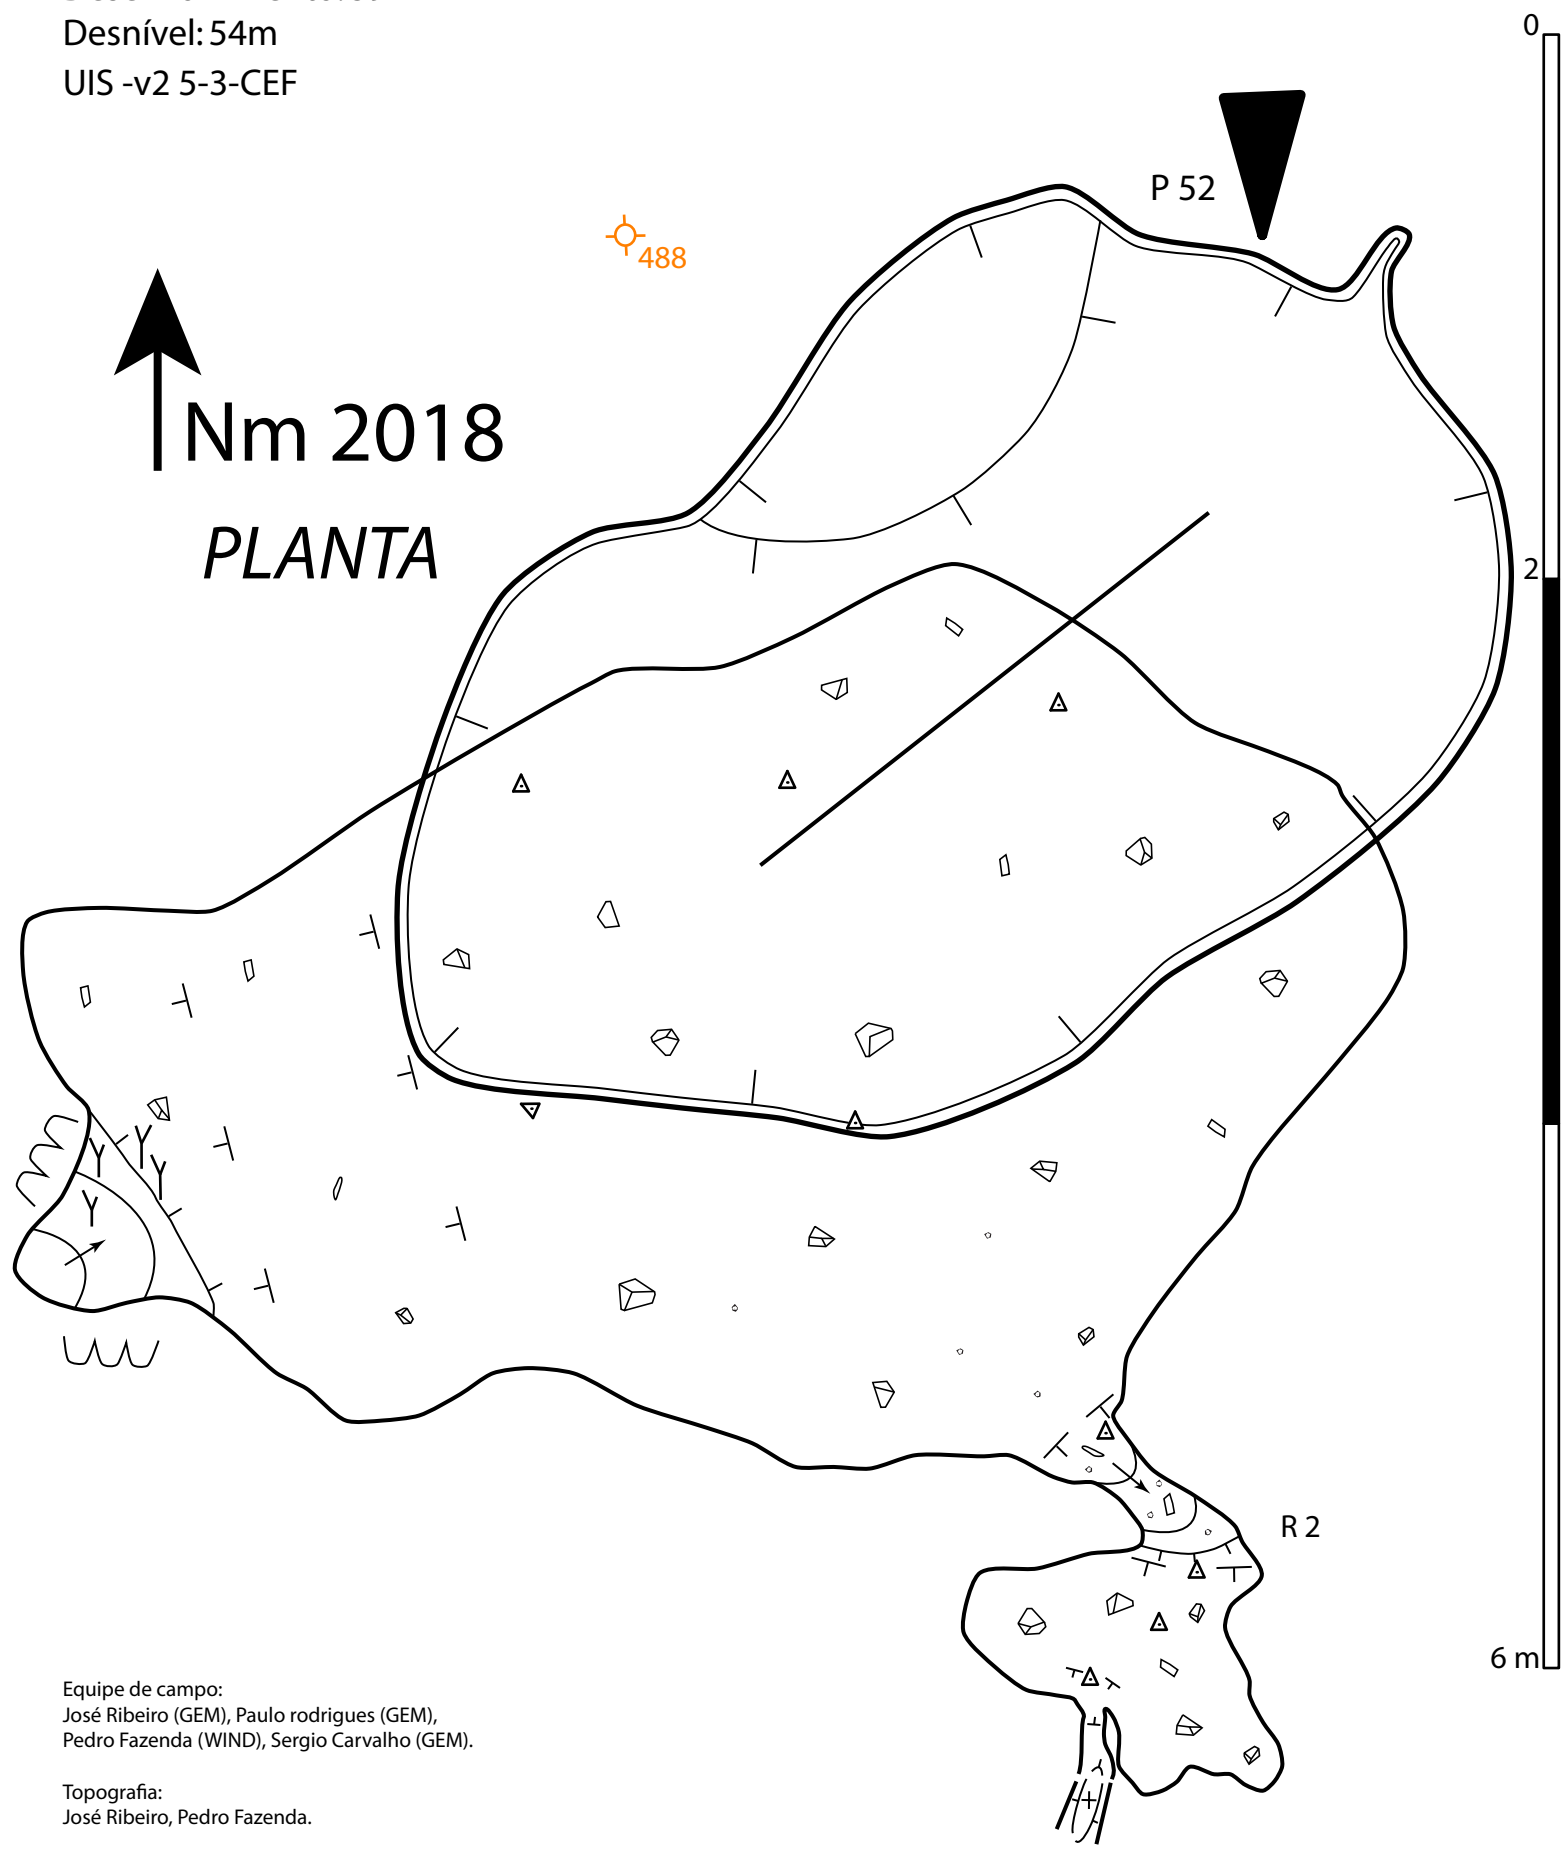 Desnível: 54m
UIS -v2 5-3-CEF
0
P 52
488
Nm 2018
PLANTA
2
R 2
6 m
Equipe de campo:
José Ribeiro (GEM), Paulo rodrigues (GEM),
Pedro Fazenda (WIND), Sergio Carvalho (GEM).
Topografia:
José Ribeiro, Pedro Fazenda.